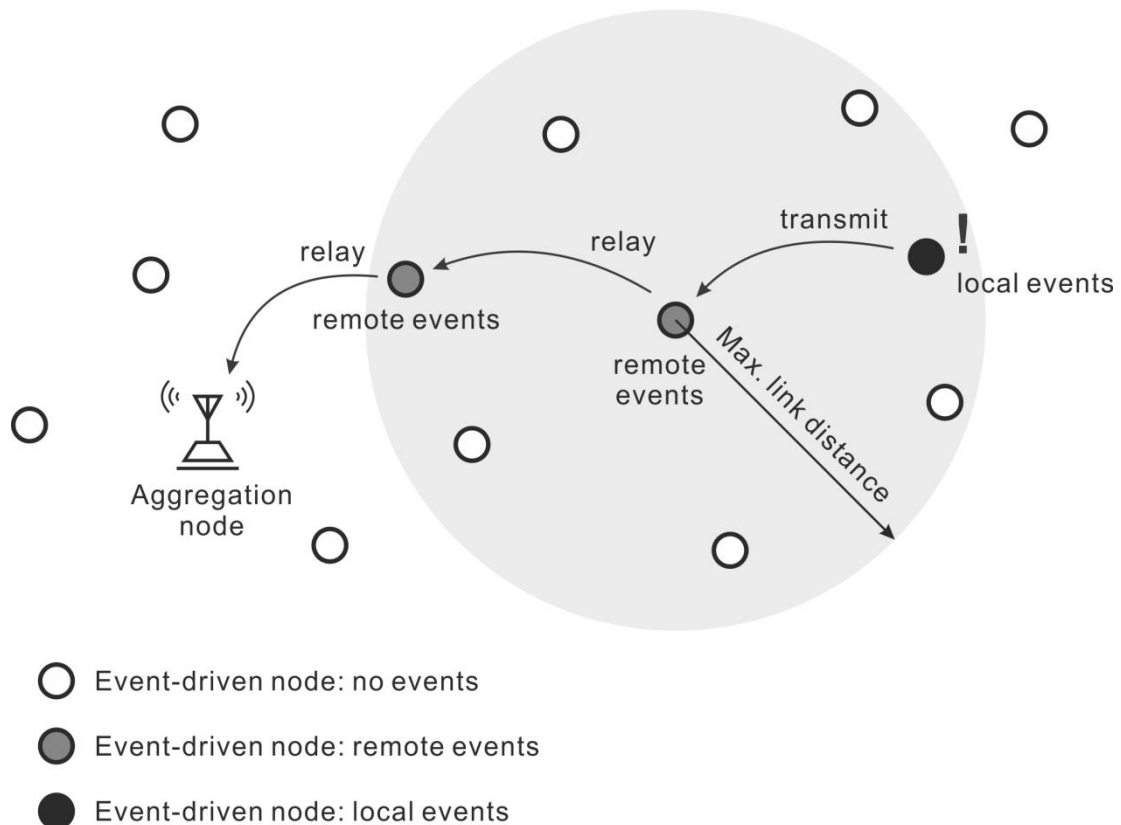 transmit
!
local events
relay
relay
remote events
remote
events
Max. link distance
Aggregation
node
Event-driven node: no events
Event-driven node: remote events
Event-driven node: local events